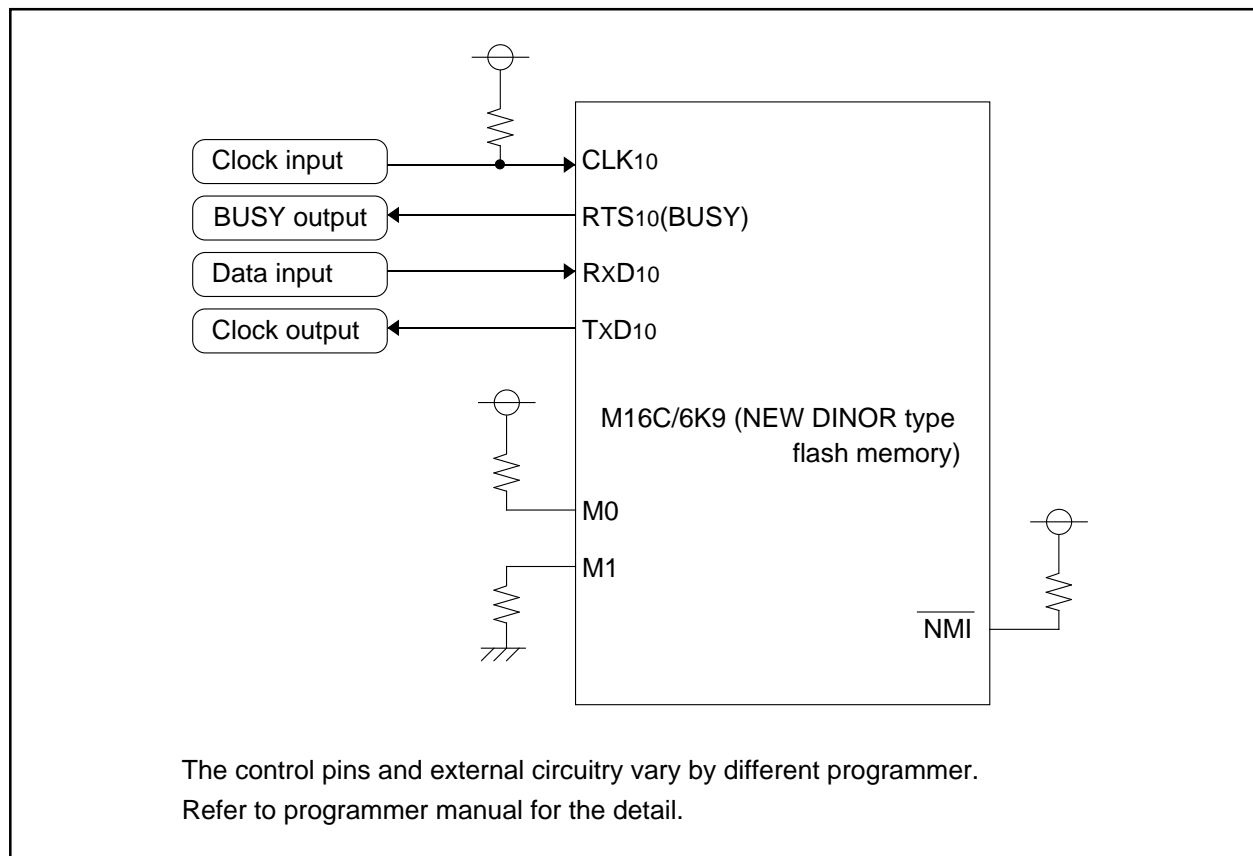 Clock input
CLK10
BUSY output
RTS10(BUSY)
Data input
RXD10
Clock output
TXD10
M16C/6K9 (NEW DINOR type
flash memory)
M0
M1
NMI
The control pins and external circuitry vary by different programmer.
Refer to programmer manual for the detail.